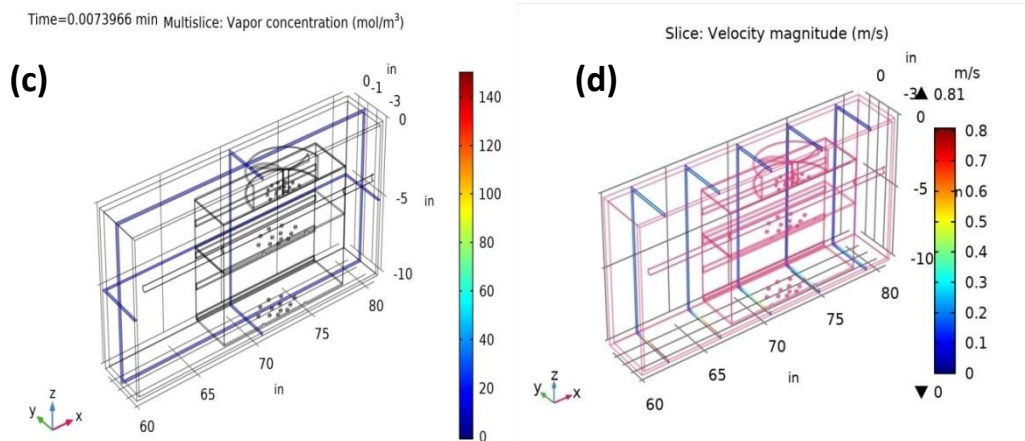 Time=0.0073966 min Multislice: Vapor concentration (mol/m³)
(c)
in
0
-1
-3
0
-5
in
-10
80
75
70
in
65
60
z
y
x
140
120
100
80
60
40
20
0
Slice: Velocity magnitude (m/s)
(d)
in
0
-3
0
-5
-10
80
75
70
in
65
60
z
y
x
m/s
▲ 0.81
0.8
0.7
0.6
0.5
0.4
0.3
0.2
0.1
0
▼ 0